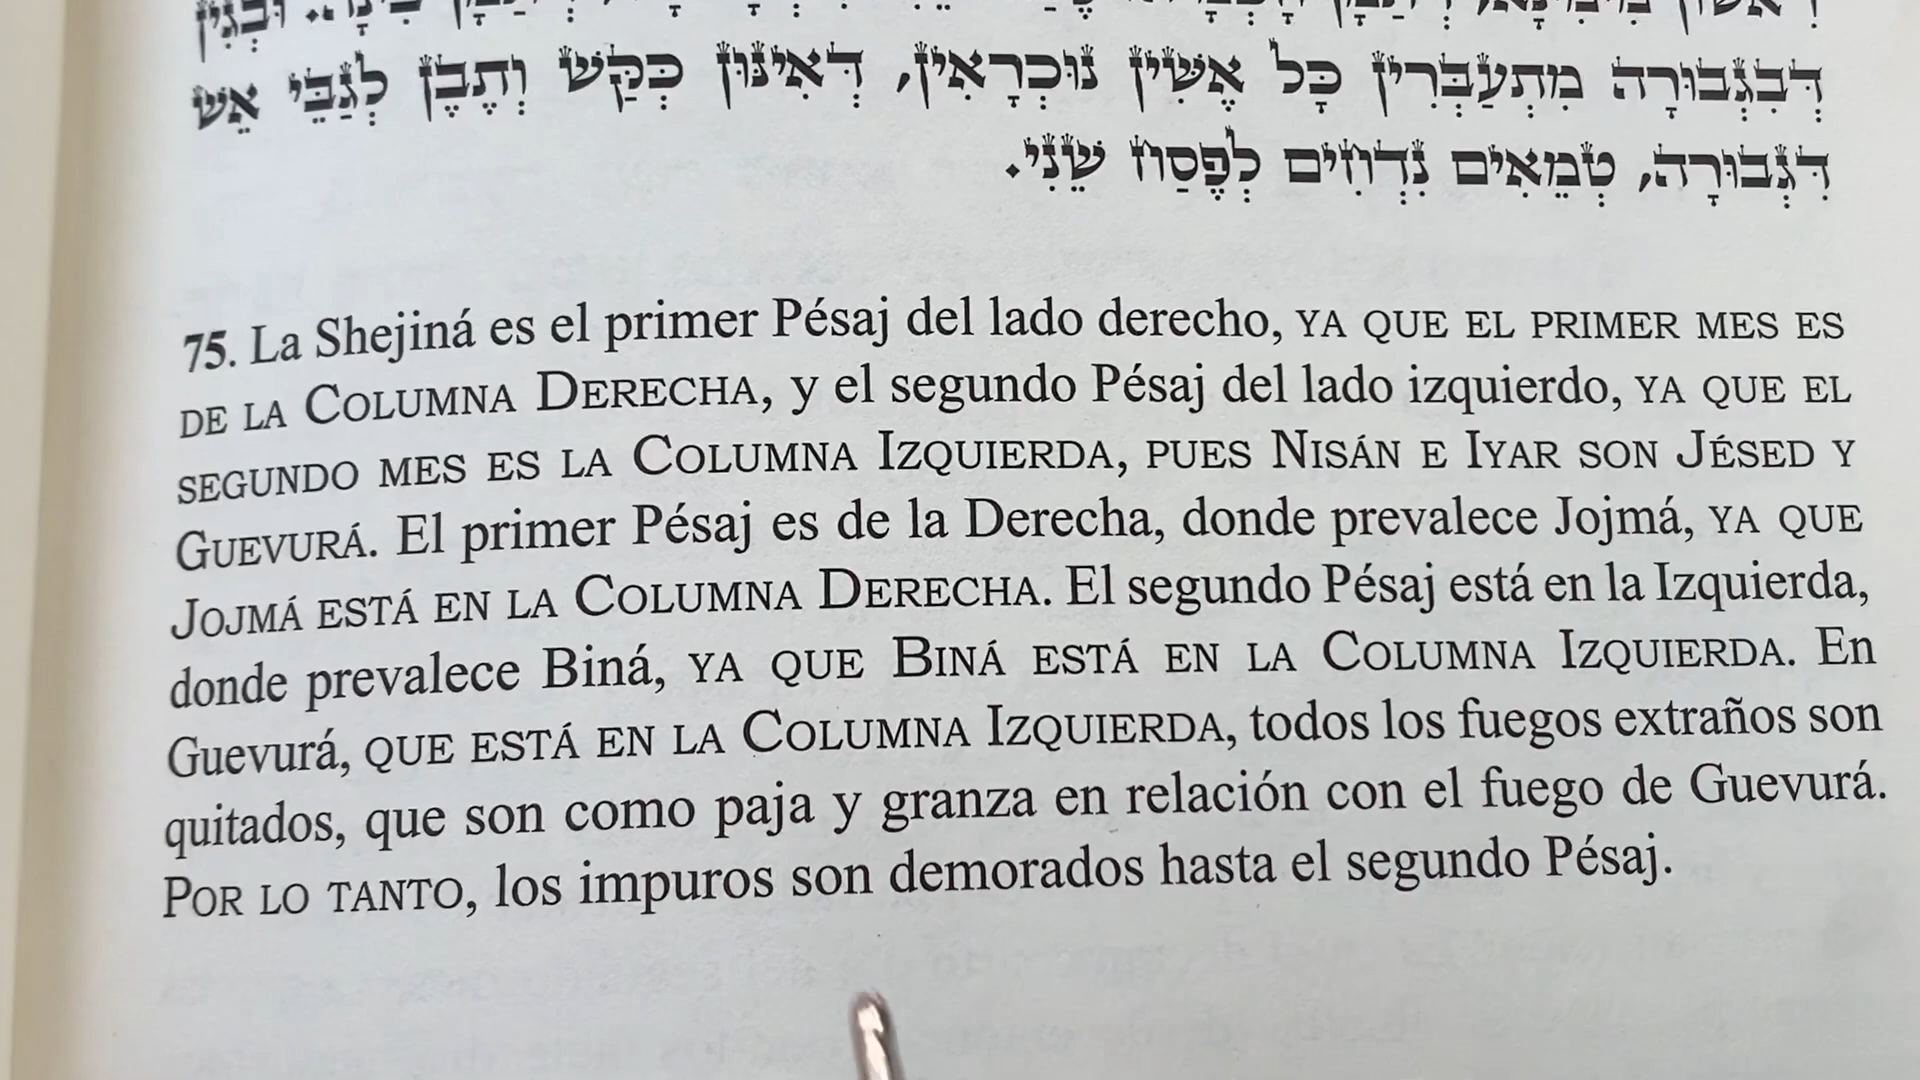 דְּבִגְבוּרָה מִתְעַבְּרִין כָּל אֶשִּׁין נוּכְרָאִין, דְּאִינוּן כְּקַשׁ וְתֶבֶן לְגַבֵּי אֵשׁ
דִּגְבוּרָה, טְמֵאִים נִדְחִים לְפֶסַח שֵׁנִי.
75. La Shejiná es el primer Pésaj del lado derecho, YA QUE EL PRIMER MES ES
DE LA COLUMNA DERECHA, y el segundo Pésaj del lado izquierdo, YA QUE EL
SEGUNDO MES ES LA COLUMNA IZQUIERDA, PUES NISÁN E IYAR SON JÉSED Y
GUEVURÁ. El primer Pésaj es de la Derecha, donde prevalece Jojmá, YA QUE
JOJMÁ ESTÁ EN LA COLUMNA DERECHA. El segundo Pésaj está en la Izquierda,
donde prevalece Biná, YA QUE BINÁ ESTÁ EN LA COLUMNA IZQUIERDA. En
Guevurá, QUE ESTÁ EN LA COLUMNA IZQUIERDA, todos los fuegos extraños son
quitados, que son como paja y granza en relación con el fuego de Guevurá.
POR LO TANTO, los impuros son demorados hasta el segundo Pésaj.